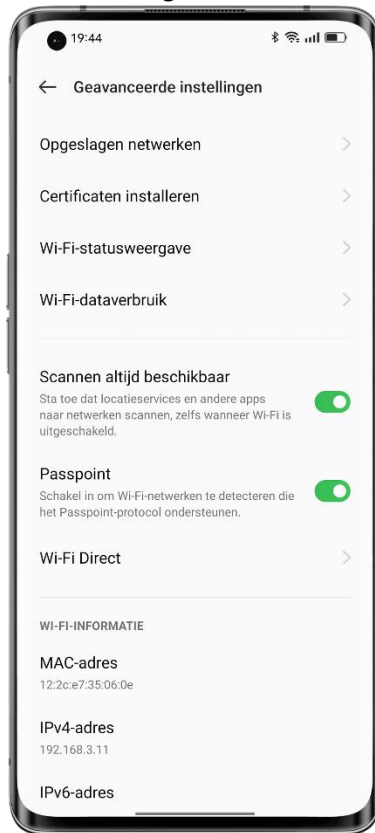 19:44
Geavanceerde instellingen
Opgeslagen netwerken
Certificaten installeren
Wi-Fi-statusweergave
Wi-Fi-dataverbruik
Scannen altijd beschikbaar
Sta toe dat locatieservices en andere apps
naar netwerken scannen, zelfs wanneer Wi-Fi is
uitgeschakeld.
Passpoint
Schakel in om Wi-Fi-netwerken te detecteren die
het Passpoint-protocol ondersteunen.
Wi-Fi Direct
WI-FI-INFORMATIE
MAC-adres
12:2c:e7:35:06:0e
IPv4-adres
192.168.3.11
IPv6-adres